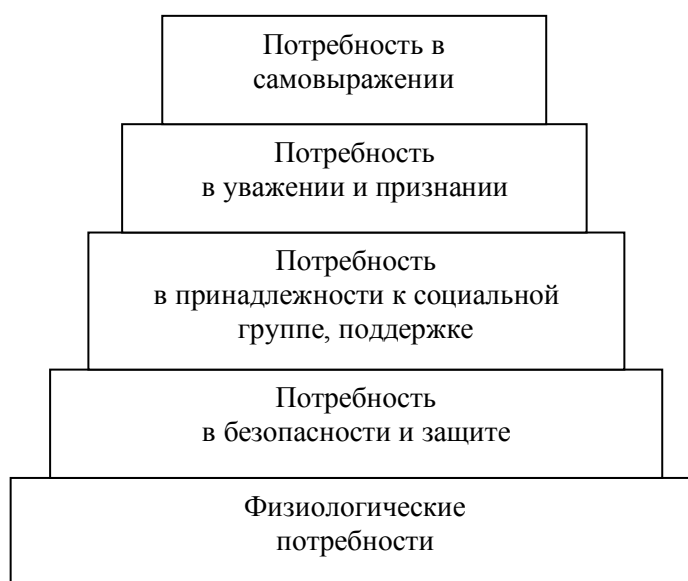 Потребность в
самовыражении
Потребность
в уважении и признании
Потребность
в принадлежности к социальной
группе, поддержке
Потребность
в безопасности и защите
Физиологические
потребности